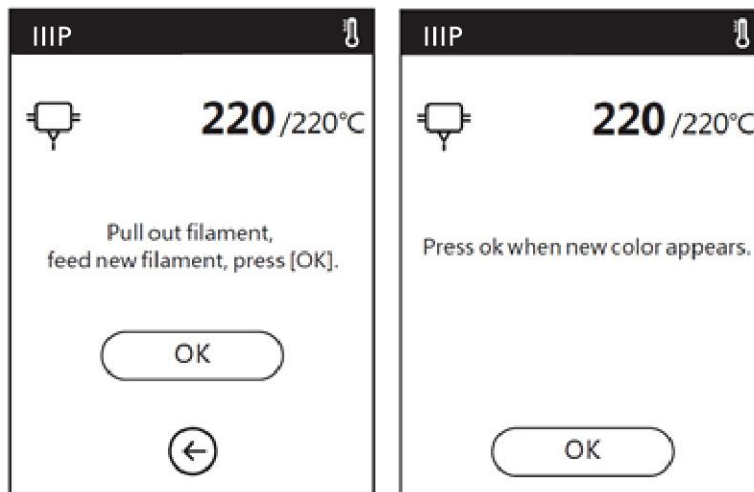 IIIP
220/220°C
Pull out filament,
feed new filament, press [OK].
OK
IIIP
220/220°C
Press ok when new color appears.
OK